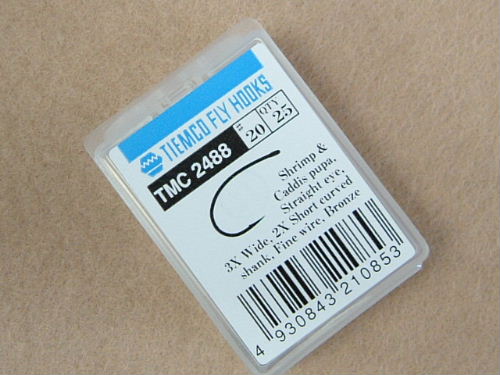 TIEMCO FLY HOOKS
TMC 2488
# 20
QTY 25
Shrimp &
Caddis pupa,
Straight eye,
3X Wide, 2X Short curved
shank, Fine wire, Bronze
4 930843 210853